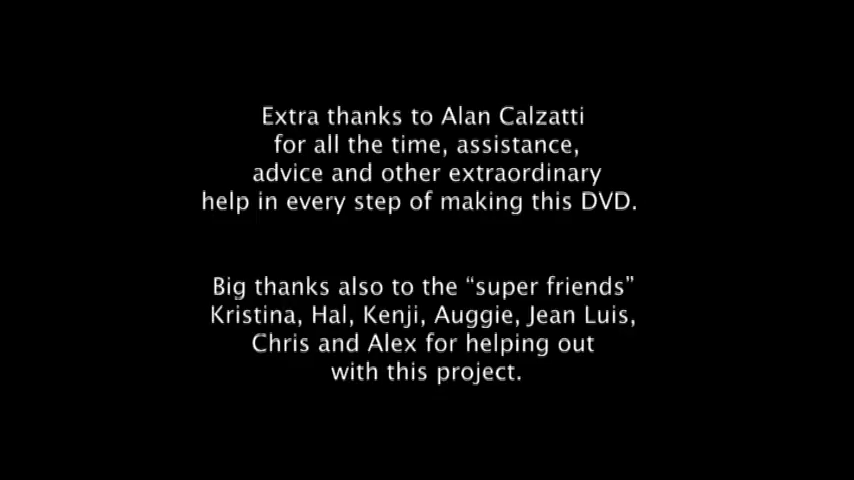 Extra thanks to Alan Calzatti
for all the time, assistance,
advice and other extraordinary
help in every step of making this DVD.
Big thanks also to the “super friends”
Kristina, Hal, Kenji, Auggie, Jean Luis,
Chris and Alex for helping out
with this project.